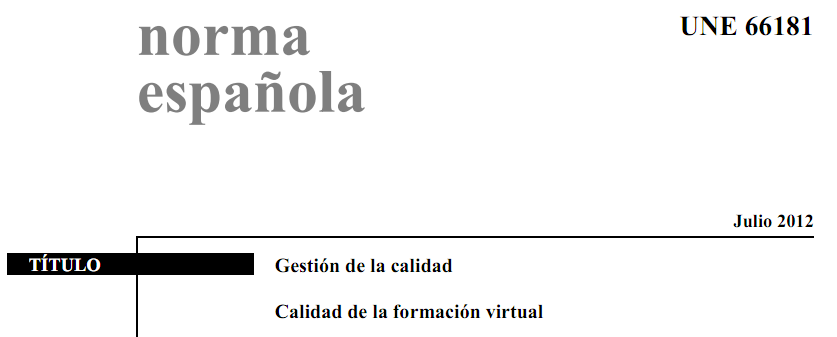 norma
española
UNE 66181
Julio 2012
TÍTULO
Gestión de la calidad
Calidad de la formación virtual